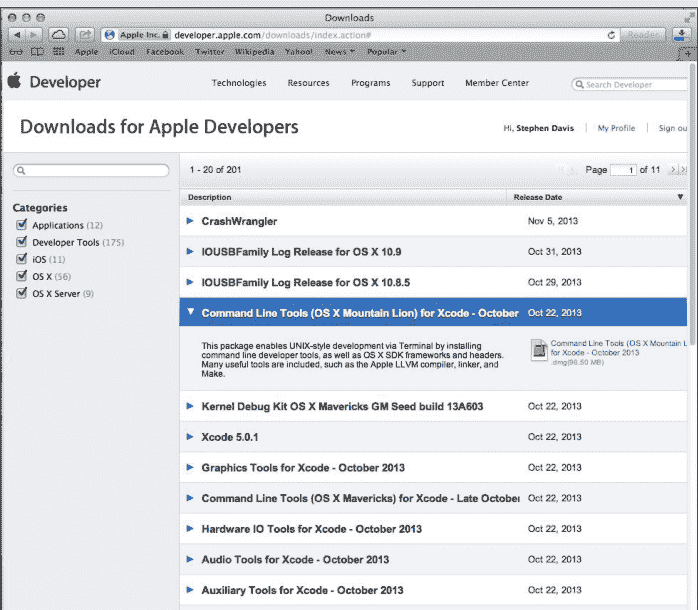 Downloads
Apple Inc. developer.apple.com/downloads/index.action# Reader
Apple iCloud Facebook Twitter Wikipedia Yahoo! News Popular
Developer Technologies Resources Programs Support Member Center Search Developer
Downloads for Apple Developers Hi, Stephen Davis My Profile Sign ou
1 - 20 of 201 Page 1 of 11
Description Release Date
Categories
Applications (12)
Developer Tools (175)
iOS (11)
OS X (56)
OS X Server (9)
CrashWrangler Nov 5, 2013
IOUSBFamily Log Release for OS X 10.9 Oct 31, 2013
IOUSBFamily Log Release for OS X 10.8.5 Oct 29, 2013
Command Line Tools (OS X Mountain Lion) for Xcode - October Oct 22, 2013
This package enables UNIX-style development via Terminal by installing
command line developer tools, as well as OS X SDK frameworks and headers.
Many useful tools are included, such as the Apple LLVM compiler, linker, and
Make.
Command Line Tools (OS X Mountain L
for Xcode - October 2013
.dmg(96.50 MB)
Kernel Debug Kit OS X Mavericks GM Seed build 13A603 Oct 22, 2013
Xcode 5.0.1 Oct 22, 2013
Graphics Tools for Xcode - October 2013 Oct 22, 2013
Command Line Tools (OS X Mavericks) for Xcode - Late October Oct 22, 2013
Hardware IO Tools for Xcode - October 2013 Oct 22, 2013
Audio Tools for Xcode - October 2013 Oct 22, 2013
Auxiliary Tools for Xcode - October 2013 Oct 22, 2013